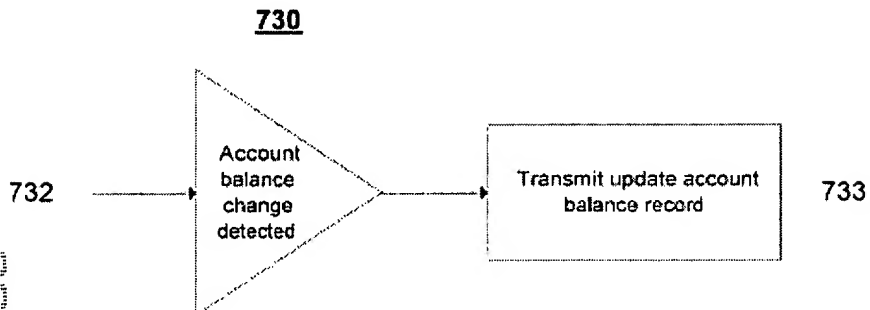 730
732
Account
balance
change
detected
Transmit update account
balance record
733